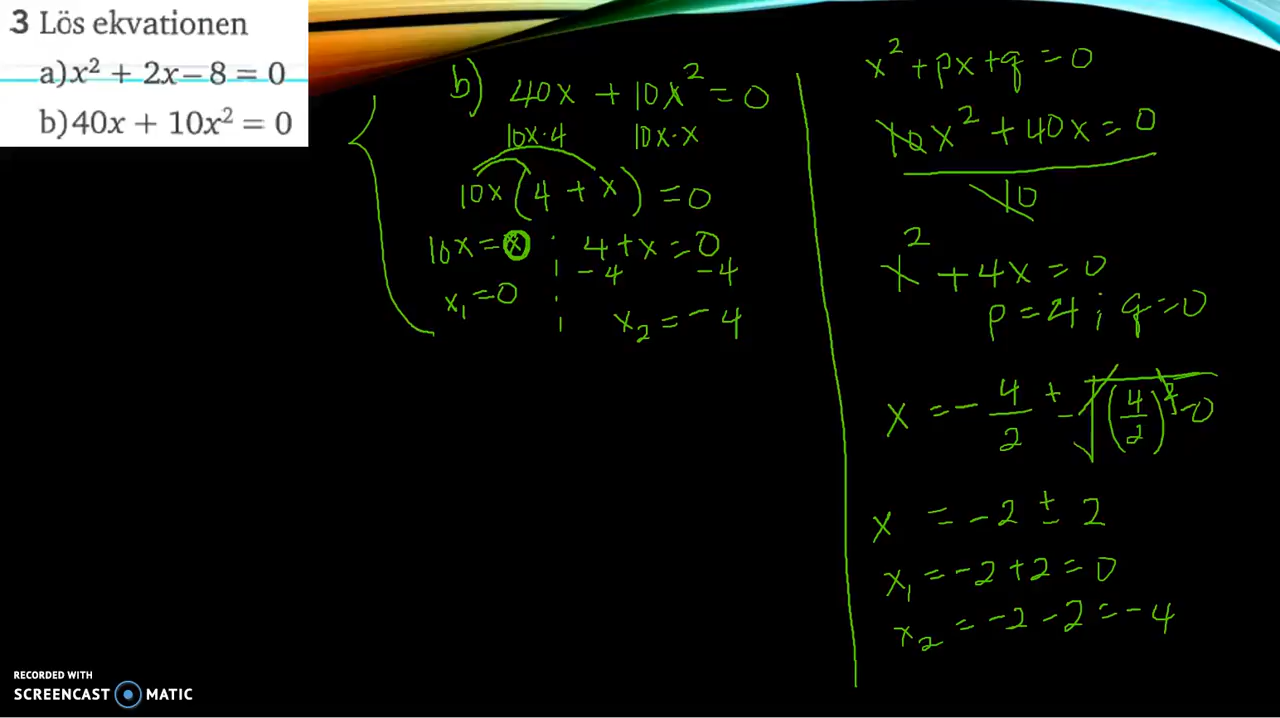 3 Lös ekvationen
a)x² + 2x – 8 = 0
b)40x + 10x² = 0
b) 40x + 10x² = 0
10x·4 10x·x
10x(4 + x) = 0
10x = 0 ; 4 + x = 0
-4 -4
x₁ = 0 ; x₂ = -4
x² + px + q = 0
10x² + 40x = 0
10
x² + 4x = 0
p = 4 ; q = 0
x = - 4/2 ± √(4/2)² - 0
x = -2 ± 2
x₁ = -2 + 2 = 0
x₂ = -2 - 2 = -4
RECORDED WITH
SCREENCAST MATIC